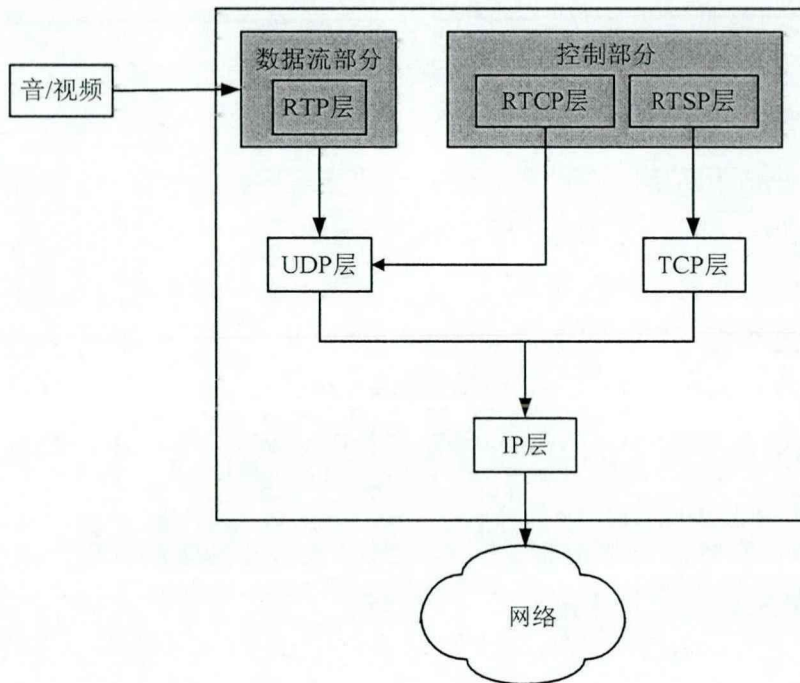 数据流部分
控制部分
音/视频
RTP层
RTCP层
RTSP层
UDP层
TCP层
IP层
网络